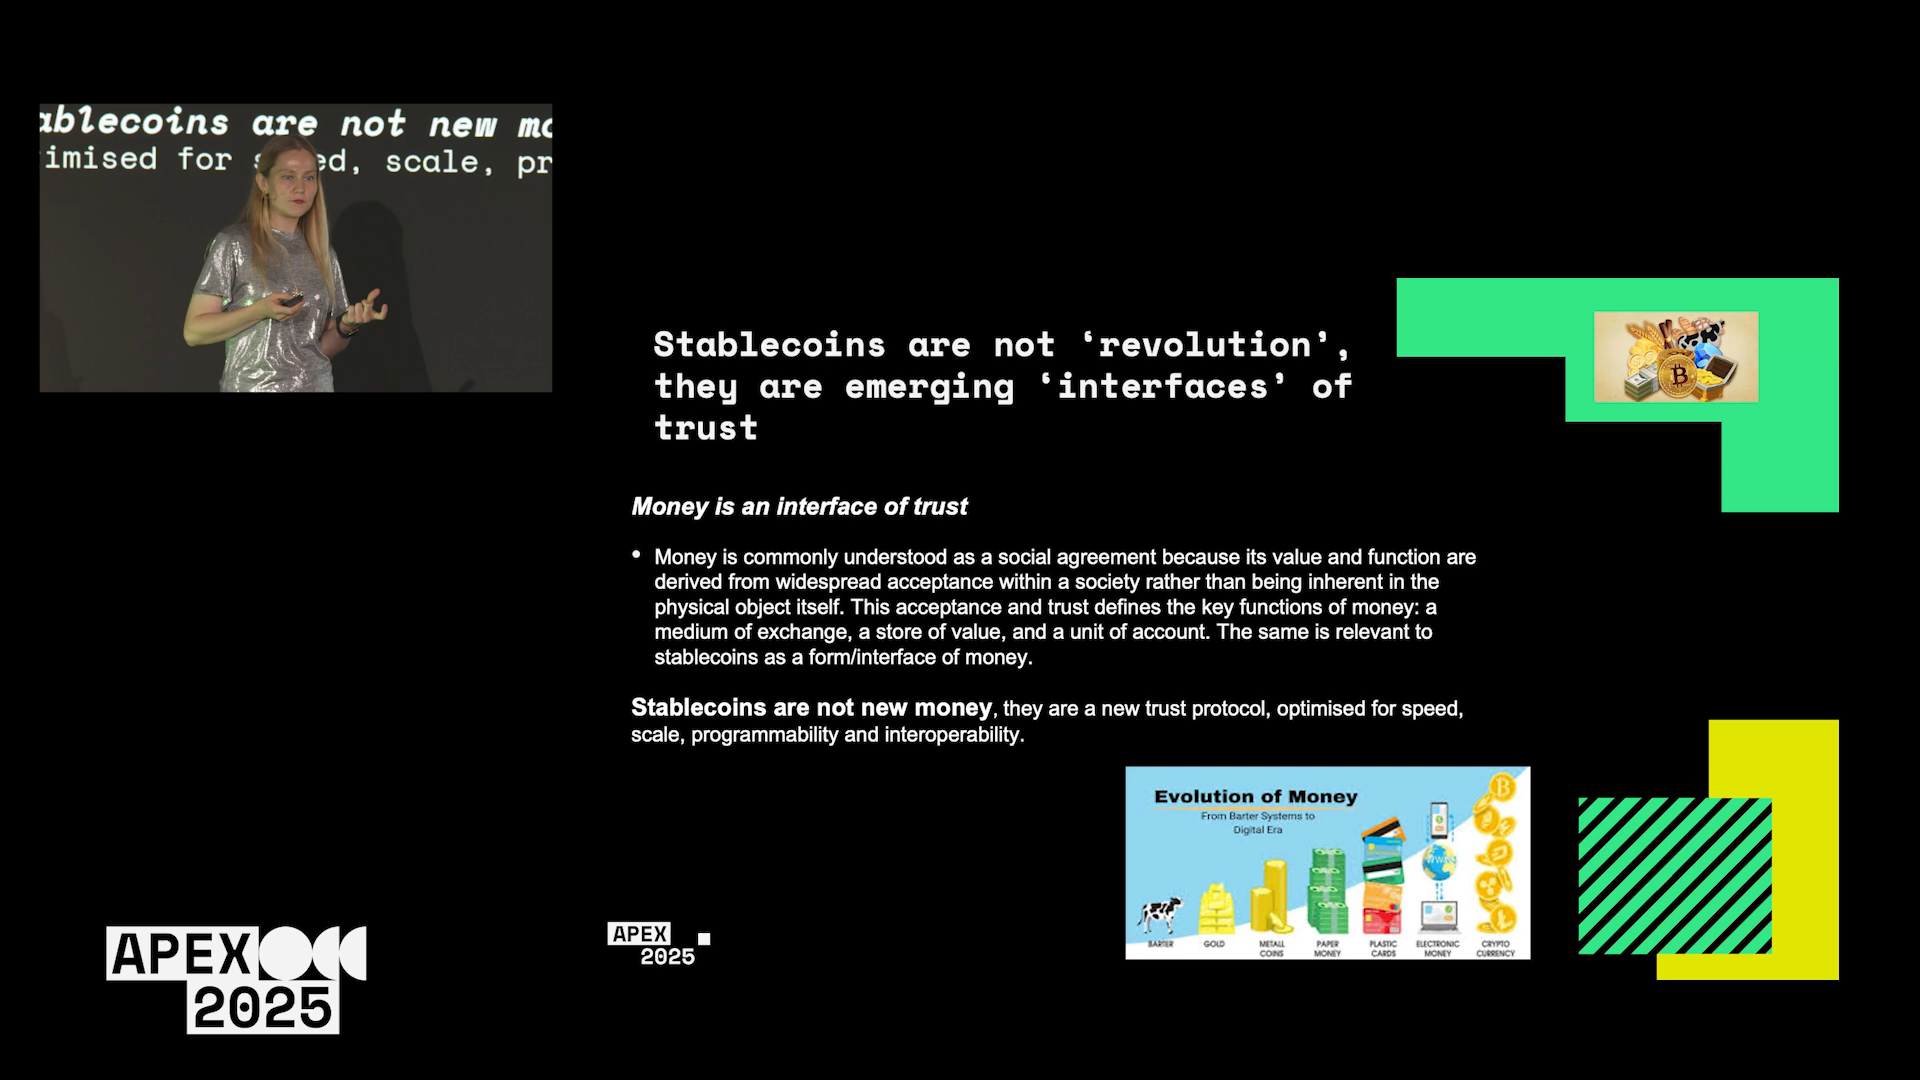 ablecoins are not new mo
imised for s ed, scale, pr
Stablecoins are not ‘revolution’,
they are emerging ‘interfaces’ of
trust
Money is an interface of trust
• Money is commonly understood as a social agreement because its value and function are
derived from widespread acceptance within a society rather than being inherent in the
physical object itself. This acceptance and trust defines the key functions of money: a
medium of exchange, a store of value, and a unit of account. The same is relevant to
stablecoins as a form/interface of money.
Stablecoins are not new money, they are a new trust protocol, optimised for speed,
scale, programmability and interoperability.
Evolution of Money
From Barter Systems to
Digital Era
WWW
BARTER
GOLD
METALL
COINS
PAPER
MONEY
PLASTIC
CARDS
ELECTRONIC
MONEY
CRYPTO
CURRENCY
APEX
2025
APEX
2025